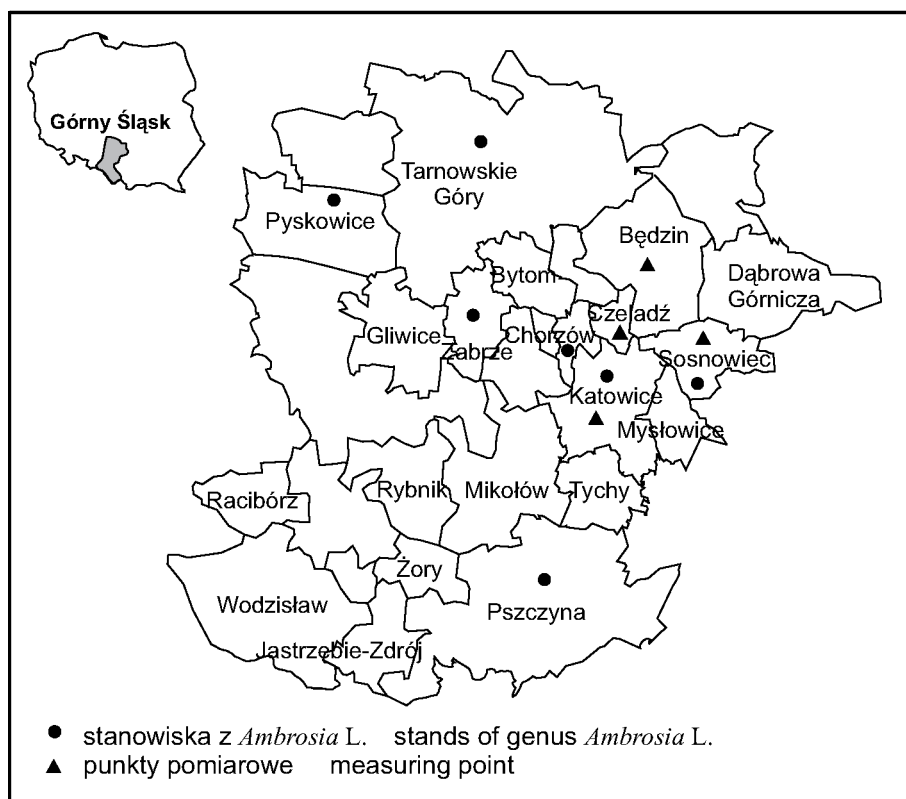 Górny Śląsk
Tarnowskie
Góry
Pyskowice
Będzin
Dąbrowa
Górnicza
Bytom
Czeladź
Gliwice
Zabrze
Chorzów
Sosnowiec
Katowice
Mysłowice
Racibórz
Rybnik
Mikołów
Tychy
Żory
Wodzisław
Pszczyna
Jastrzębie-Zdrój
stanowiska z Ambrosia L. stands of genus Ambrosia L.
punkty pomiarowe measuring point